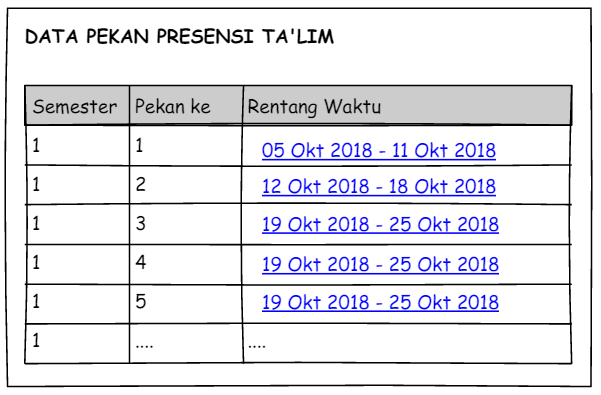 DATA PEKAN PRESENSI TA'LIM
Semester Pekan ke Rentang Waktu
1 1 05 Okt 2018 - 11 Okt 2018
1 2 12 Okt 2018 - 18 Okt 2018
1 3 19 Okt 2018 - 25 Okt 2018
1 4 19 Okt 2018 - 25 Okt 2018
1 5 19 Okt 2018 - 25 Okt 2018
1 .... ....